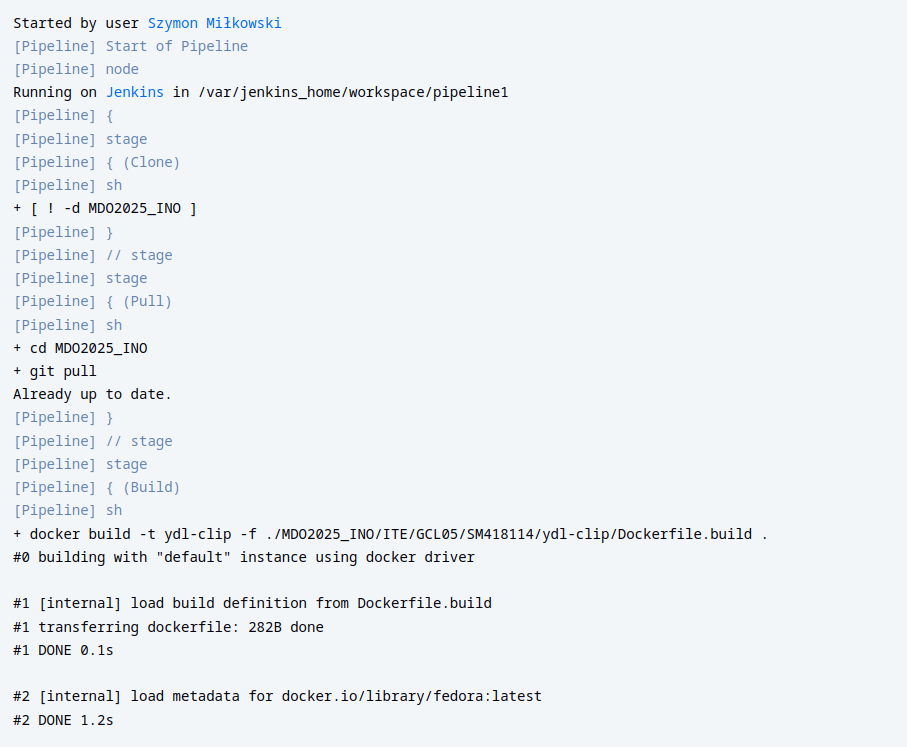 Started by user Szymon Miłkowski
[Pipeline] Start of Pipeline
[Pipeline] node
Running on Jenkins in /var/jenkins_home/workspace/pipeline1
[Pipeline] {
[Pipeline] stage
[Pipeline] { (Clone)
[Pipeline] sh
+ [ ! -d MDO2025_INO ]
[Pipeline] }
[Pipeline] // stage
[Pipeline] stage
[Pipeline] { (Pull)
[Pipeline] sh
+ cd MDO2025_INO
+ git pull
Already up to date.
[Pipeline] }
[Pipeline] // stage
[Pipeline] stage
[Pipeline] { (Build)
[Pipeline] sh
+ docker build -t ydl-clip -f ./MDO2025_INO/ITE/GCL05/SM418114/ydl-clip/Dockerfile.build .
#0 building with "default" instance using docker driver
#1 [internal] load build definition from Dockerfile.build
#1 transferring dockerfile: 282B done
#1 DONE 0.1s
#2 [internal] load metadata for docker.io/library/fedora:latest
#2 DONE 1.2s